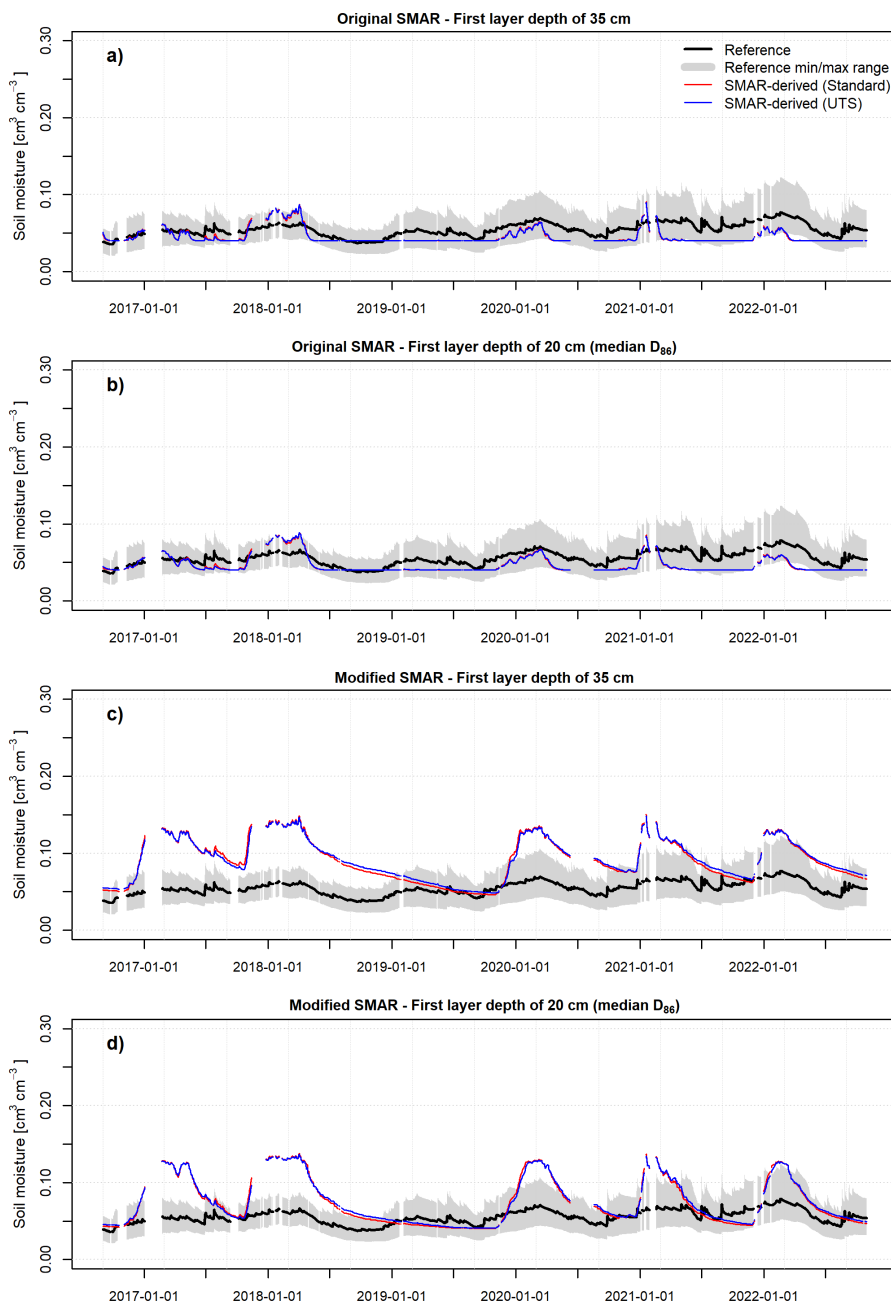 Original SMAR - First layer depth of 35 cm
a)
Reference
Reference min/max range
SMAR-derived (Standard)
SMAR-derived (UTS)
Soil moisture [cm³ cm⁻³ ]
0.30
0.20
0.10
0.00
2017-01-01 2018-01-01 2019-01-01 2020-01-01 2021-01-01 2022-01-01
Original SMAR - First layer depth of 20 cm (median D₈₆)
b)
Soil moisture [cm³ cm⁻³ ]
0.30
0.20
0.10
0.00
2017-01-01 2018-01-01 2019-01-01 2020-01-01 2021-01-01 2022-01-01
Modified SMAR - First layer depth of 35 cm
c)
Soil moisture [cm³ cm⁻³ ]
0.30
0.20
0.10
0.00
2017-01-01 2018-01-01 2019-01-01 2020-01-01 2021-01-01 2022-01-01
Modified SMAR - First layer depth of 20 cm (median D₈₆)
d)
Soil moisture [cm³ cm⁻³ ]
0.30
0.20
0.10
0.00
2017-01-01 2018-01-01 2019-01-01 2020-01-01 2021-01-01 2022-01-01